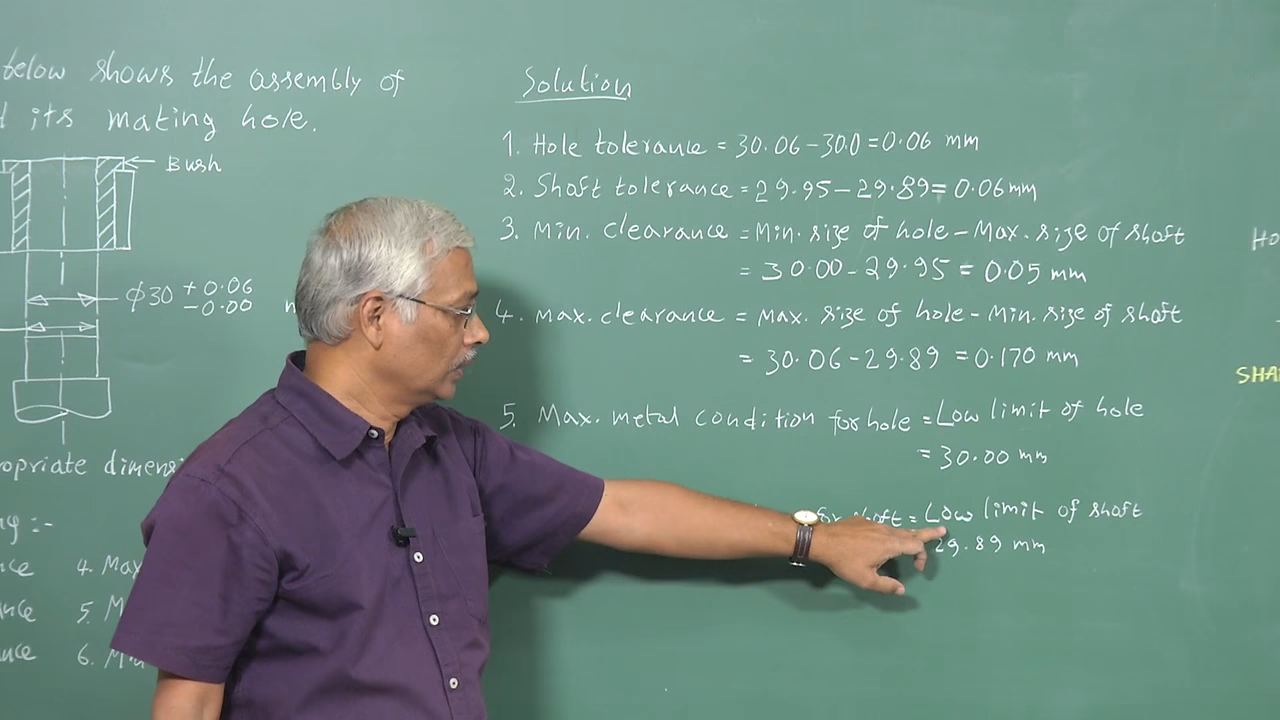 below shows the assembly of
its mating hole.
Bush
Φ30 + 0.06
− 0.00
dimensi
:-
4. Max
5. M
6. Min
Solution
1. Hole tolerance = 30.06 − 30.0 = 0.06 mm
2. Shaft tolerance = 29.95 − 29.89 = 0.06 mm
3. Min. clearance = Min. size of hole − Max. size of shaft
= 30.00 − 29.95 = 0.05 mm
4. Max. clearance = Max. size of hole − Min. size of shaft
= 30.06 − 29.89 = 0.170 mm
5. Max. metal condition for hole = Low limit of hole
= 30.00 mm
for shaft = Low limit of shaft
29.89 mm
HO
SHA